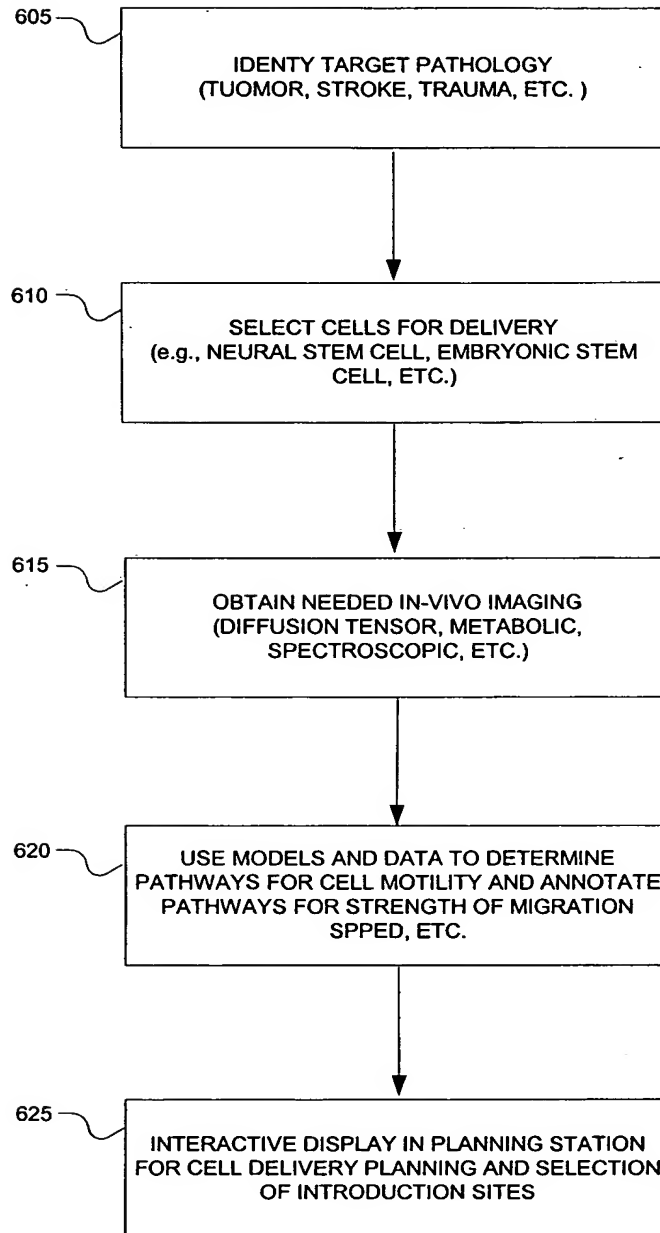 605
IDENTY TARGET PATHOLOGY
(TUOMOR, STROKE, TRAUMA, ETC. )
610
SELECT CELLS FOR DELIVERY
(e.g., NEURAL STEM CELL, EMBRYONIC STEM
CELL, ETC.)
615
OBTAIN NEEDED IN-VIVO IMAGING
(DIFFUSION TENSOR, METABOLIC,
SPECTROSCOPIC, ETC.)
620
USE MODELS AND DATA TO DETERMINE
PATHWAYS FOR CELL MOTILITY AND ANNOTATE
PATHWAYS FOR STRENGTH OF MIGRATION
SPPED, ETC.
625
INTERACTIVE DISPLAY IN PLANNING STATION
FOR CELL DELIVERY PLANNING AND SELECTION
OF INTRODUCTION SITES